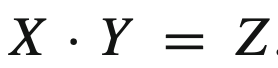 X · Y = Z.